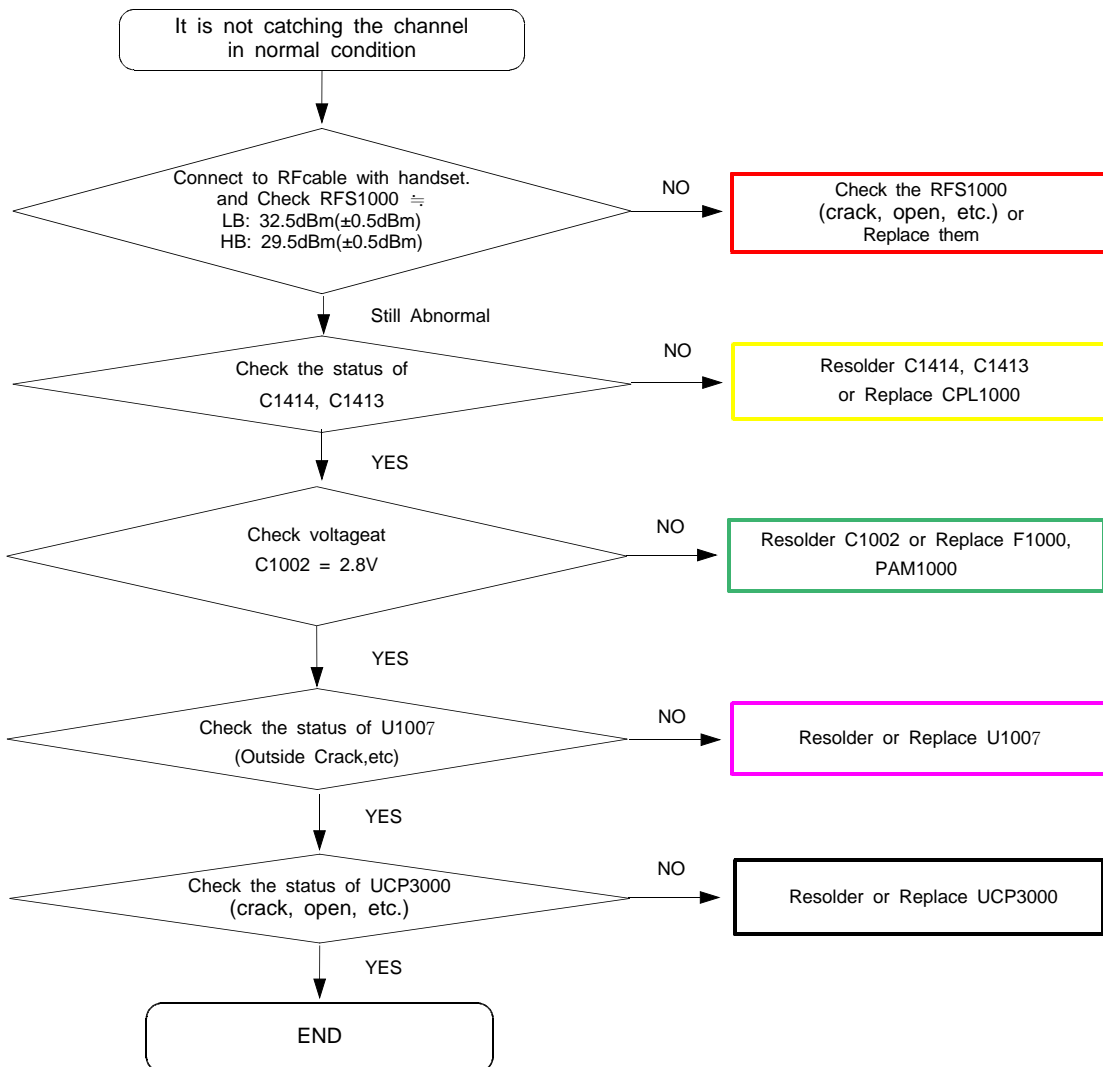 It is not catching the channel
in normal condition
Connect to RFcable with handset.
and Check RFS1000 ≒
LB: 32.5dBm(±0.5dBm)
HB: 29.5dBm(±0.5dBm)
NO
Check the RFS1000
(crack, open, etc.) or
Replace them
Still Abnormal
Check the status of
C1414, C1413
NO
Resolder C1414, C1413
or Replace CPL1000
YES
Check voltageat
C1002 = 2.8V
NO
Resolder C1002 or Replace F1000,
PAM1000
YES
Check the status of U1007
(Outside Crack,etc)
NO
Resolder or Replace U1007
YES
Check the status of UCP3000
(crack, open, etc.)
NO
Resolder or Replace UCP3000
YES
END